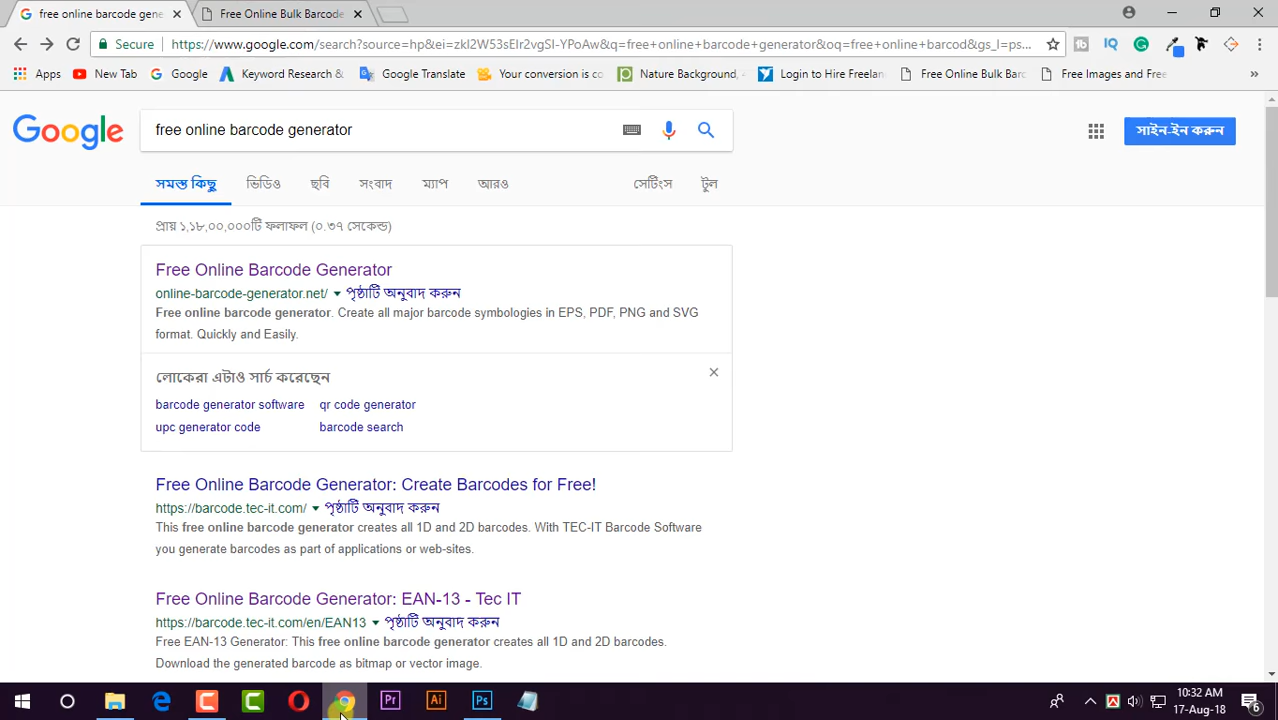 free online barcode gene
Free Online Bulk Barcode
Secure
https://www.google.com/search?source=hp&ei=zkl2W53sElr2vgSI-YPoAw&q=free+online+barcode+generator&oq=free+online+barcod&gs_l=ps...
Apps
New Tab
Google
Keyword Research &
Google Translate
Your conversion is co
Nature Background,
Login to Hire Freelan
Free Online Bulk Barc
Free Images and Free
Google
free online barcode generator
সাইন-ইন করুন
সমস্ত কিছু
ভিডিও
ছবি
সংবাদ
ম্যাপ
আরও
সেটিংস
টুল
প্রায় ১,১৮,০০,০০০টি ফলাফল (০.৩৭ সেকেন্ড)
Free Online Barcode Generator
online-barcode-generator.net/ পৃষ্ঠাটি অনুবাদ করুন
Free online barcode generator. Create all major barcode symbologies in EPS, PDF, PNG and SVG
format. Quickly and Easily.
লোকেরা এটাও সার্চ করেছেন
barcode generator software qr code generator
upc generator code barcode search
Free Online Barcode Generator: Create Barcodes for Free!
https://barcode.tec-it.com/ পৃষ্ঠাটি অনুবাদ করুন
This free online barcode generator creates all 1D and 2D barcodes. With TEC-IT Barcode Software
you generate barcodes as part of applications or web-sites.
Free Online Barcode Generator: EAN-13 - Tec IT
https://barcode.tec-it.com/en/EAN13 পৃষ্ঠাটি অনুবাদ করুন
Free EAN-13 Generator: This free online barcode generator creates all 1D and 2D barcodes.
Download the generated barcode as bitmap or vector image.
Pr
Ai
Ps
10:32 AM
17-Aug-18
6